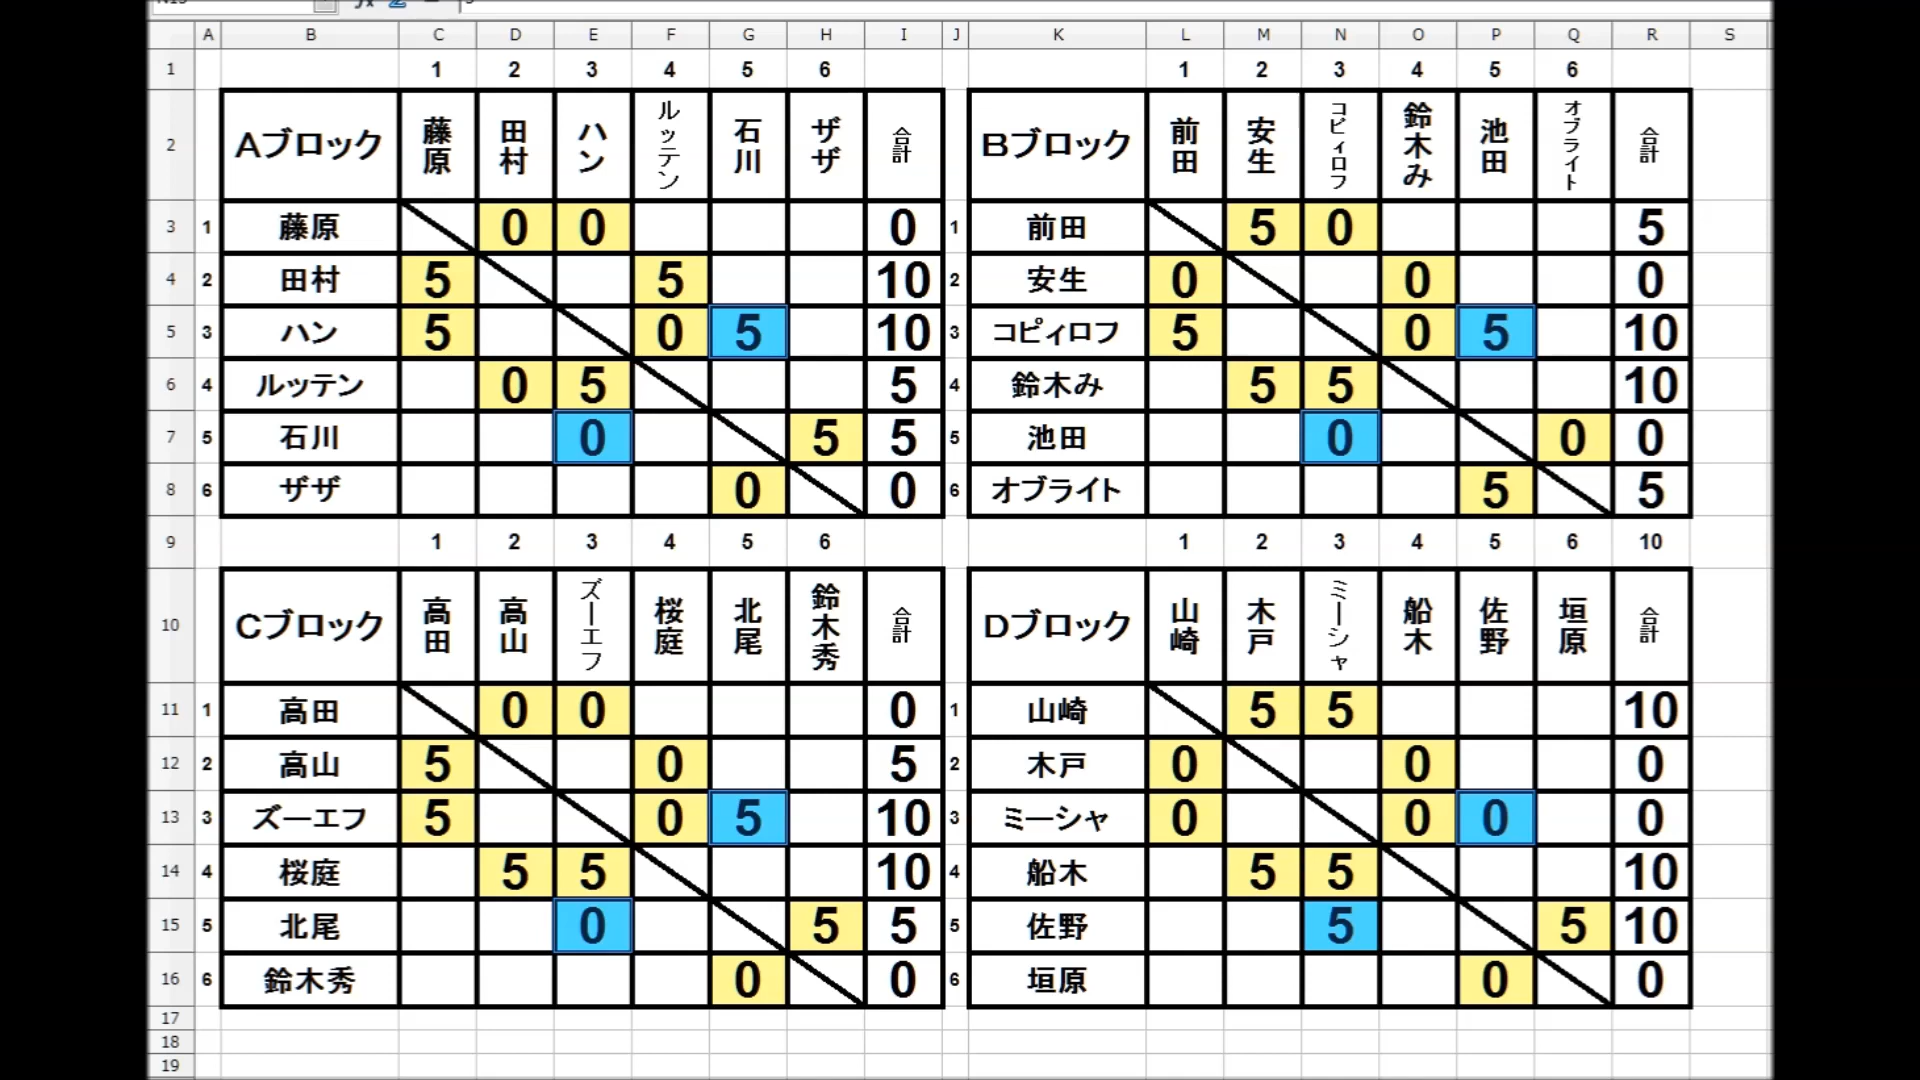 A B C D E F G H I J K L M N O P Q R S
1 1 2 3 4 5 6 1 2 3 4 5 6
2 Aブロック 藤原 田村 ハン ルッテン 石川 ザザ 合計 Bブロック 前田 安生 コピィロフ 鈴木み 池田 オブライト 合計
3 1 藤原 0 0 0 1 前田 5 0 5
4 2 田村 5 5 10 2 安生 0 0 0
5 3 ハン 5 0 5 10 3 コピィロフ 5 0 5 10
6 4 ルッテン 0 5 5 4 鈴木み 5 5 10
7 5 石川 0 5 5 5 池田 0 0 0
8 6 ザザ 0 0 6 オブライト 5 5
9 1 2 3 4 5 6 1 2 3 4 5 6 10
10 Cブロック 高田 高山 ズーエフ 桜庭 北尾 鈴木秀 合計 Dブロック 山崎 木戸 ミーシャ 船木 佐野 垣原 合計
11 1 高田 0 0 0 1 山崎 5 5 10
12 2 高山 5 0 5 2 木戸 0 0 0
13 3 ズーエフ 5 0 5 10 3 ミーシャ 0 0 0 0
14 4 桜庭 5 5 10 4 船木 5 5 10
15 5 北尾 0 5 5 5 佐野 5 5 10
16 6 鈴木秀 0 0 6 垣原 0 0
17
18
19